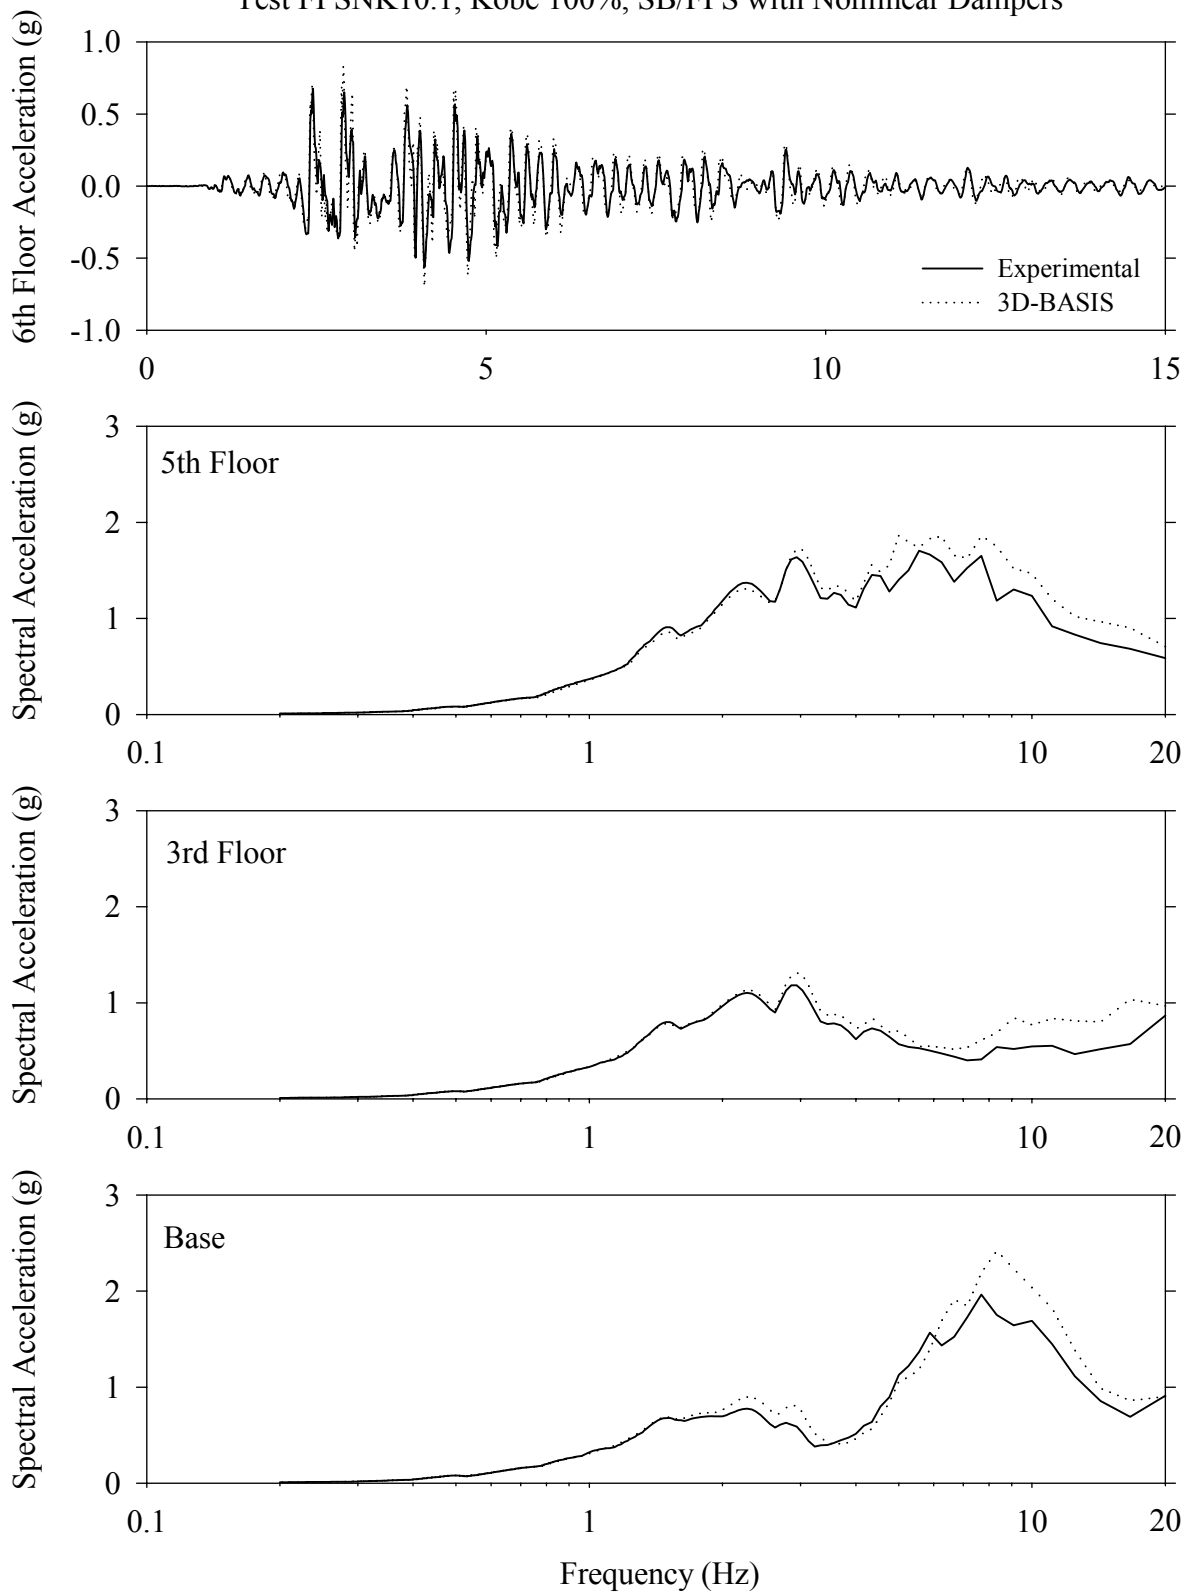 Test FPSNK10.1, Kobe 100%, SB/FPS with Nonlinear Dampers
6th Floor Acceleration (g)
1.0
0.5
0.0
-0.5
-1.0
Experimental
3D-BASIS
0 5 10 15
Spectral Acceleration (g)
3
2
1
0
5th Floor
0.1 1 10 20
Spectral Acceleration (g)
3
2
1
0
3rd Floor
0.1 1 10 20
Spectral Acceleration (g)
3
2
1
0
Base
0.1 1 10 20
Frequency (Hz)